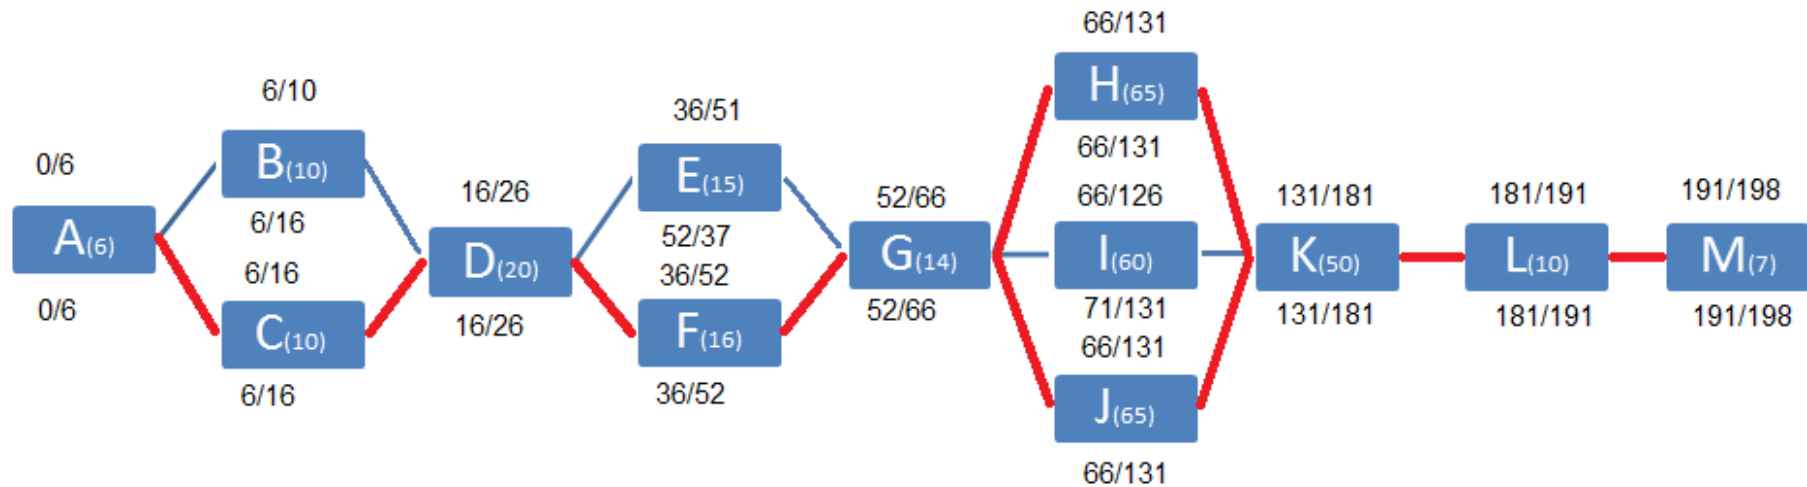 0/6
A(6)
0/6
6/10
B(10)
6/16
6/16
C(10)
6/16
16/26
D(20)
16/26
36/51
E(15)
52/37
36/52
F(16)
36/52
52/66
G(14)
52/66
66/131
H(65)
66/131
66/126
I(60)
71/131
66/131
J(65)
66/131
131/181
K(50)
131/181
181/191
L(10)
181/191
191/198
M(7)
191/198